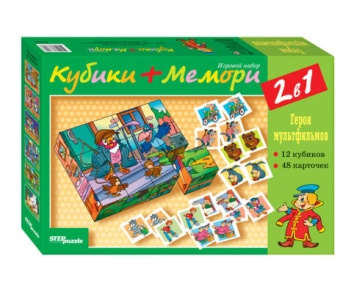 Игровой набор
Кубики + Мемори
2 в 1
Герои
мультфильмов
• 12 кубиков
• 48 карточек
STEP puzzle